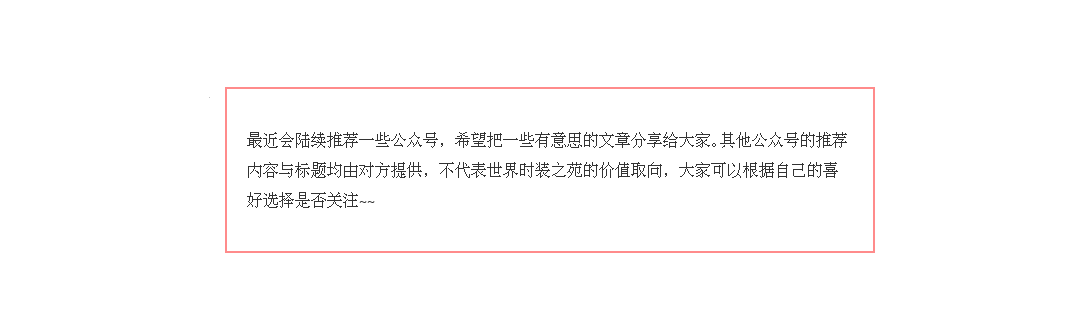 最近会陆续推荐一些公众号，希望把一些有意思的文章分享给大家。其他公众号的推荐
内容与标题均由对方提供，不代表世界时装之苑的价值取向，大家可以根据自己的喜
好选择是否关注~~